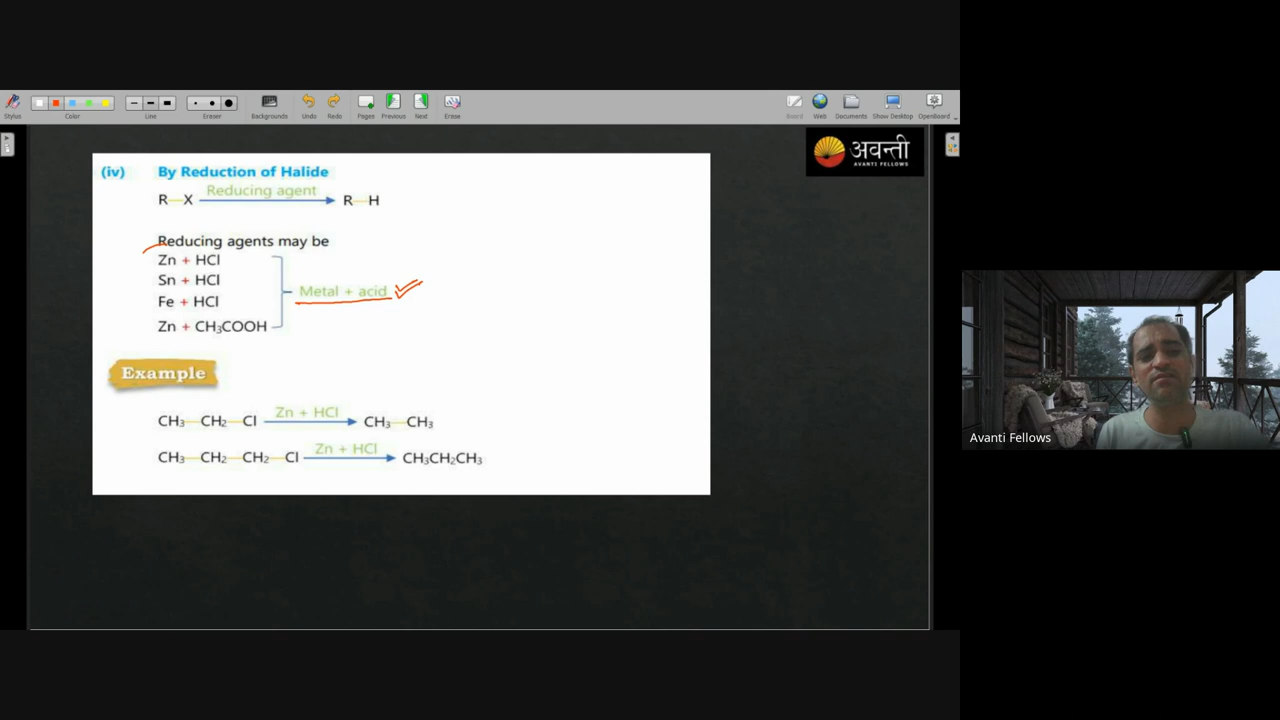 Stylus
Color
Line
Eraser
Backgrounds
Undo
Redo
Pages
Previous
Next
Erase
Board
Web
Documents
Show Desktop
OpenBoard
अवन्ती
AVANTI FELLOWS
(iv) By Reduction of Halide
R—X Reducing agent R—H
Reducing agents may be
Zn + HCl
Sn + HCl
Fe + HCl
Metal + acid
Zn + CH₃COOH
Example
CH₃—CH₂—Cl Zn + HCl CH₃—CH₃
CH₃—CH₂—CH₂—Cl Zn + HCl CH₃CH₂CH₃
Avanti Fellows